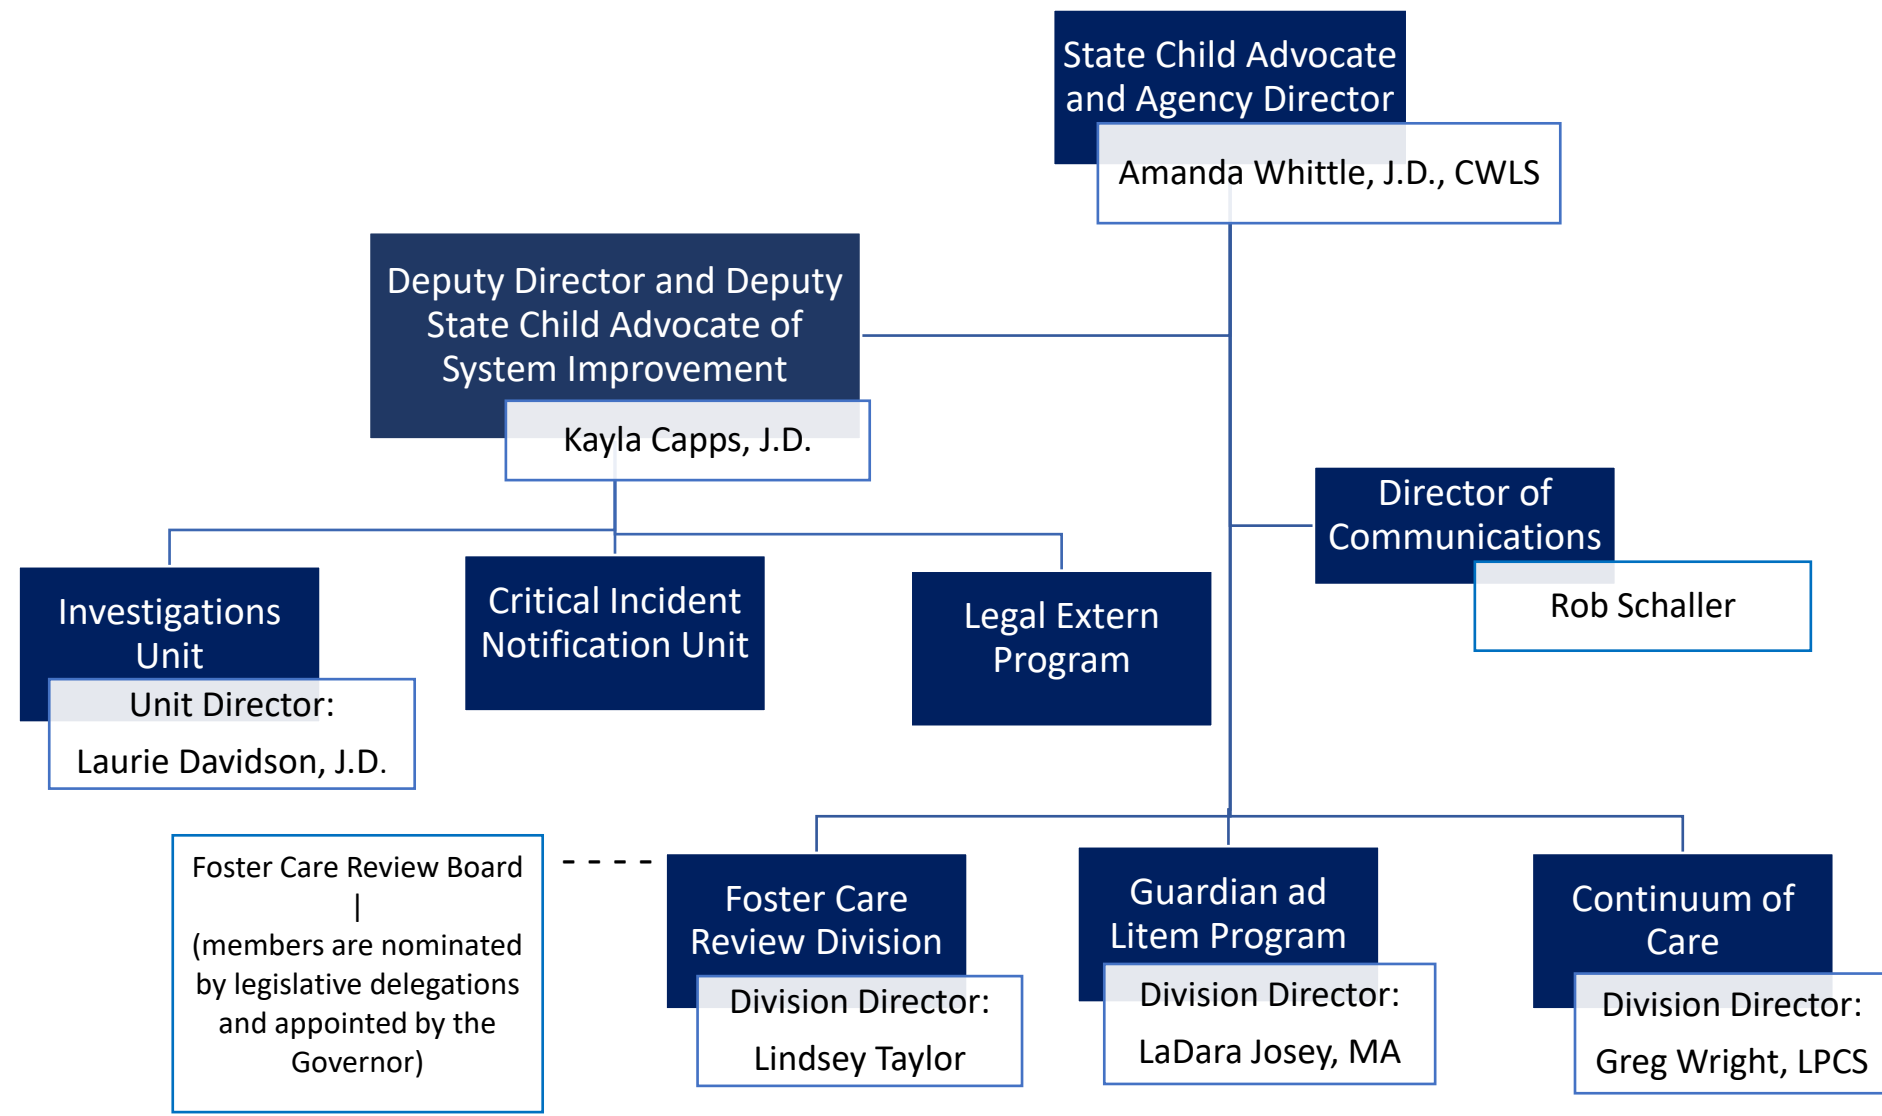 State Child Advocate
and Agency Director
Amanda Whittle, J.D., CWLS
Deputy Director and Deputy
State Child Advocate of
System Improvement
Kayla Capps, J.D.
Director of
Communications
Rob Schaller
Investigations
Unit
Unit Director:
Laurie Davidson, J.D.
Critical Incident
Notification Unit
Legal Extern
Program
Foster Care Review Board
|
(members are nominated
by legislative delegations
and appointed by the
Governor)
Foster Care
Review Division
Division Director:
Lindsey Taylor
Guardian ad
Litem Program
Division Director:
LaDara Josey, MA
Continuum of
Care
Division Director:
Greg Wright, LPCS